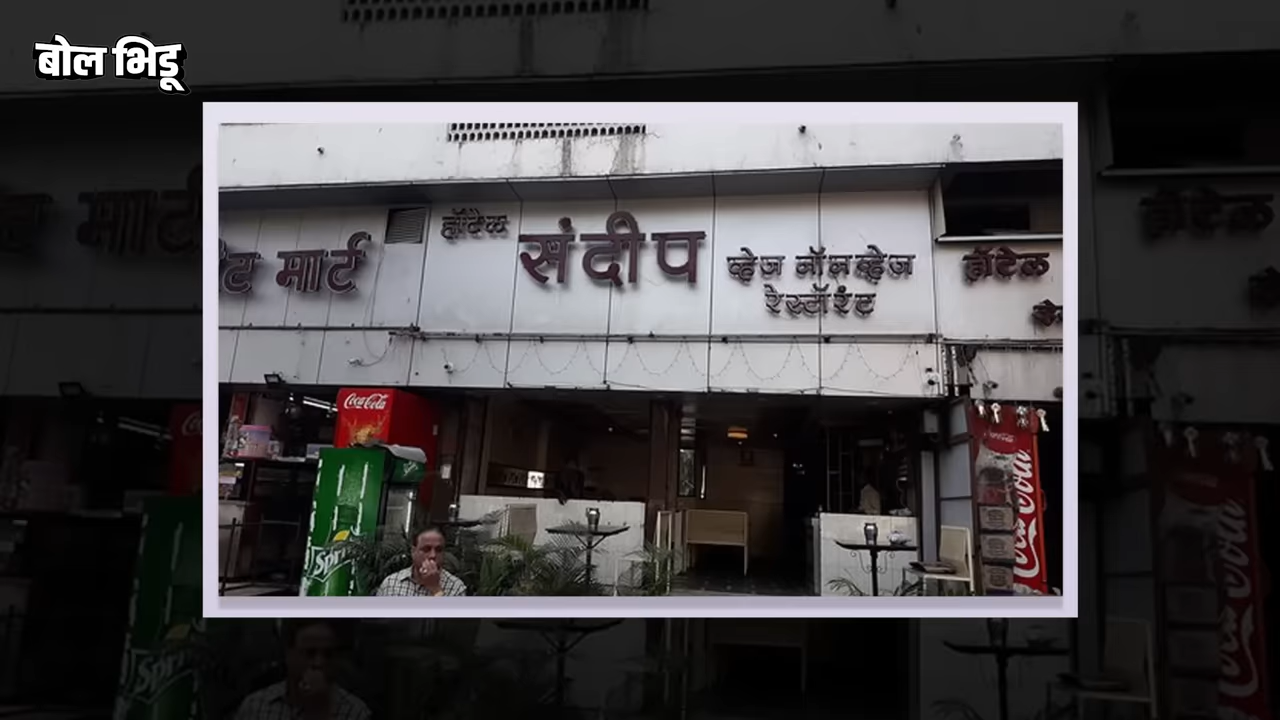 बोल भिडू
हॉटेल
संदीप
व्हेज नॉनव्हेज
रेस्टॉरंट
मार्ट
हॉटेल
Coca-Cola
Sprite
Coca-Cola